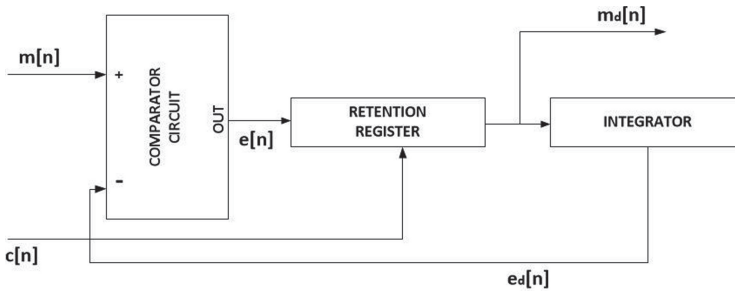 md[n]
m[n]
+
COMPARATOR
CIRCUIT
OUT
-
e[n]
RETENTION
REGISTER
INTEGRATOR
c[n]
ed[n]